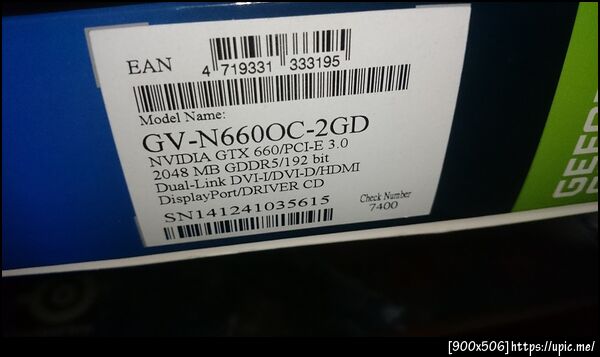 EAN
4 719331 333195
Model Name:
GV-N660OC-2GD
NVIDIA GTX 660/PCI-E 3.0
2048 MB GDDR5/192 bit
Dual-Link DVI-I/DVI-D/HDMI
DisplayPort/DRIVER CD
SN141241035615
Check Number
7400
GEFO
[900x506]https://upic.me/